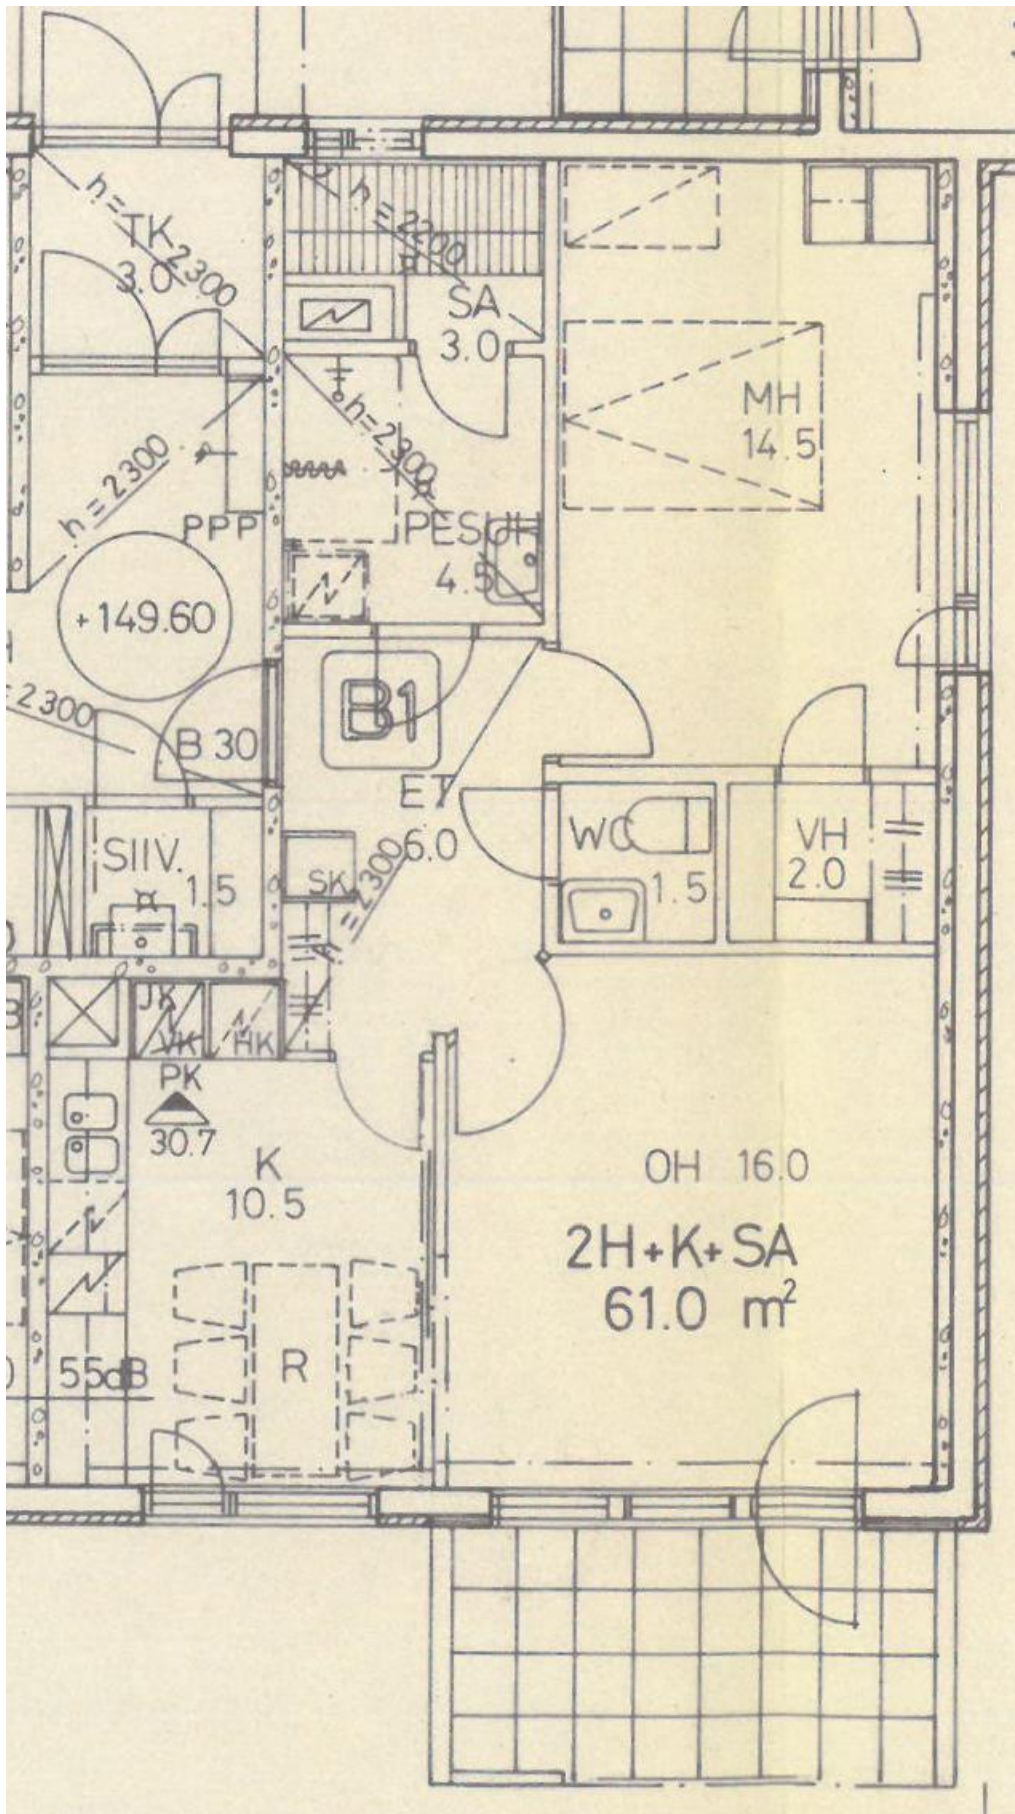 h=2300
TK
3.0
h=2200
SA
3.0
MH
14.5
h=2300
h=2300
PPP
PESUH
4.5
+149.60
2300
B1
B 30
ET
6.0
h=2300
SIIV.
1.5
SK
WC
1.5
VH
2.0
JK
VK
HK
PK
30.7
K
10.5
OH 16.0
2H+K+SA
61.0 m²
R
55dB